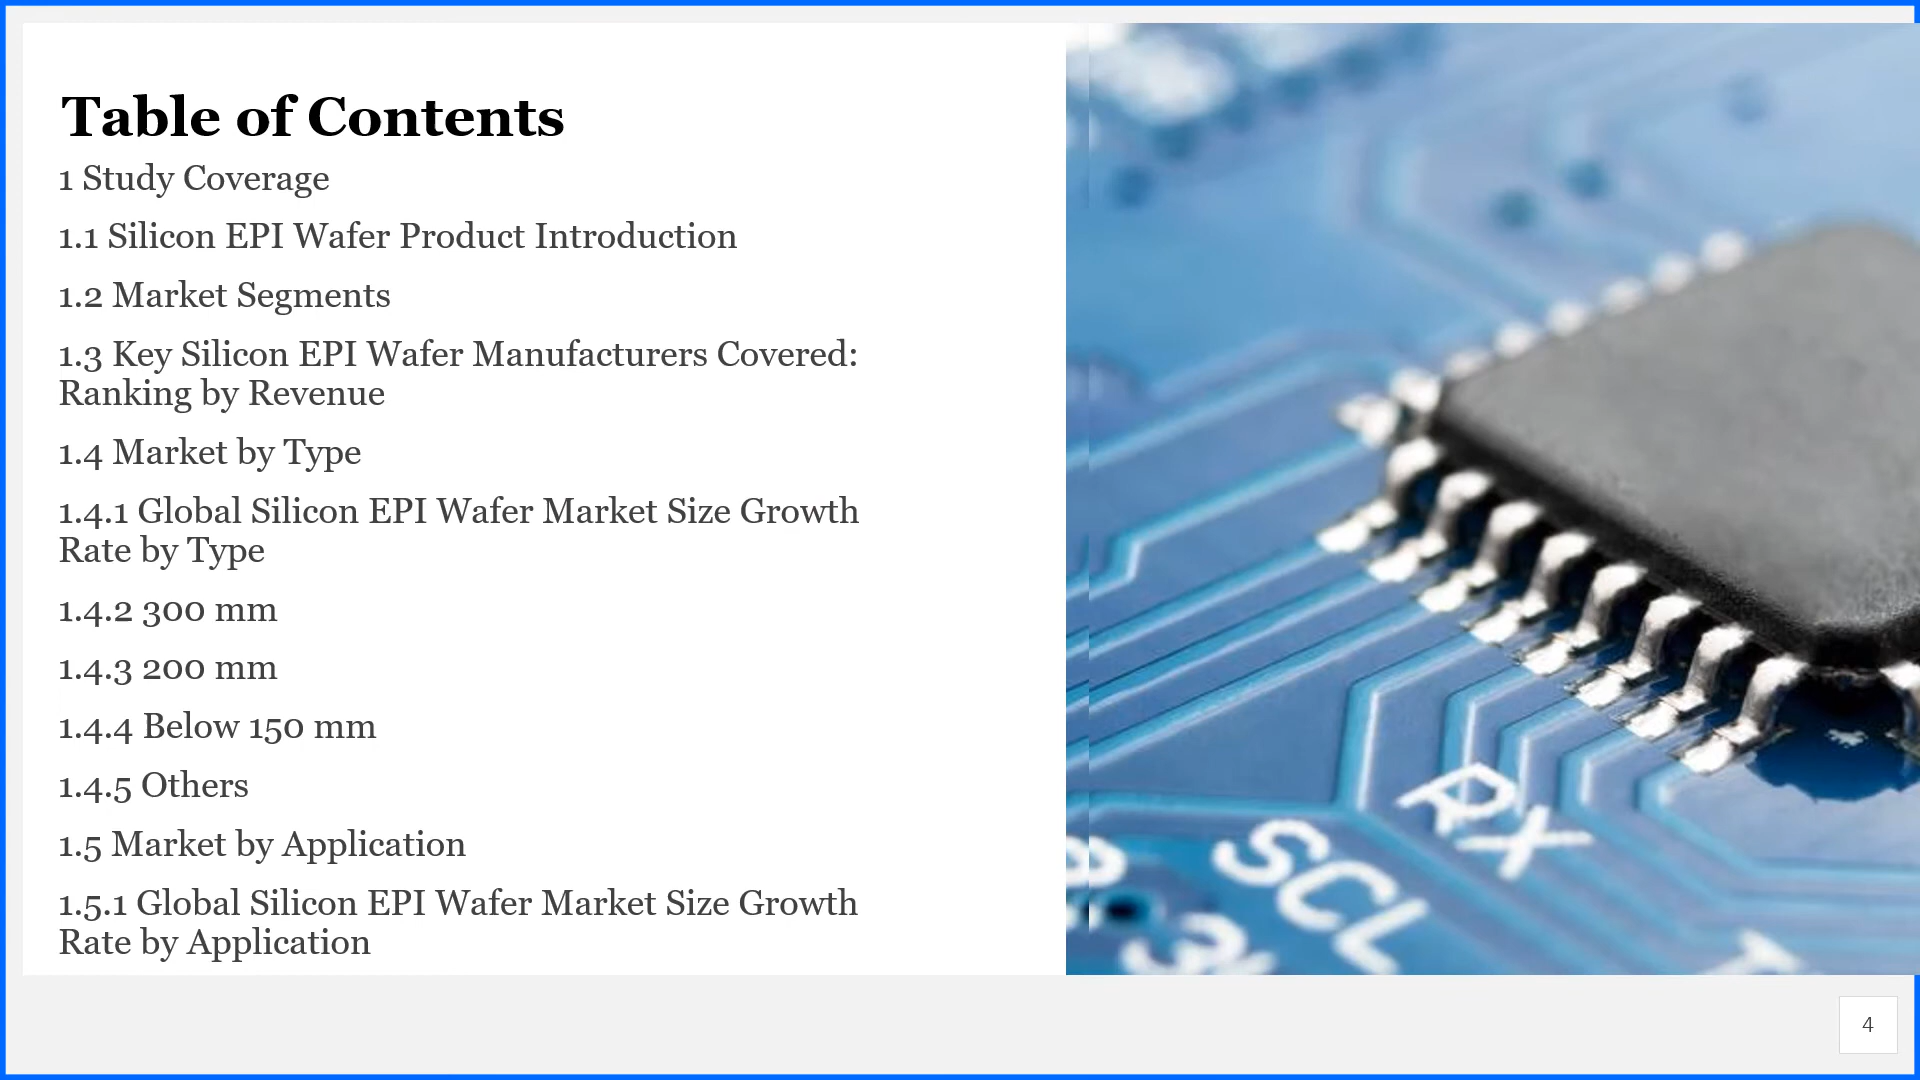 Table of Contents
1 Study Coverage
1.1 Silicon EPI Wafer Product Introduction
1.2 Market Segments
1.3 Key Silicon EPI Wafer Manufacturers Covered:
Ranking by Revenue
1.4 Market by Type
1.4.1 Global Silicon EPI Wafer Market Size Growth
Rate by Type
1.4.2 300 mm
1.4.3 200 mm
1.4.4 Below 150 mm
1.4.5 Others
1.5 Market by Application
1.5.1 Global Silicon EPI Wafer Market Size Growth
Rate by Application
RX
SCL
4